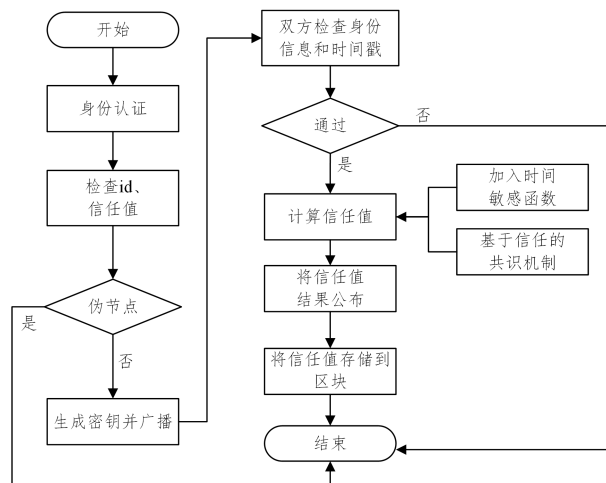 开始
身份认证
检查id、
信任值
伪节点
是
否
生成密钥并广播
双方检查身份
信息和时间戳
通过
否
是
计算信任值
加入时间
敏感函数
基于信任的
共识机制
将信任值
结果公布
将信任值存储到
区块
结束